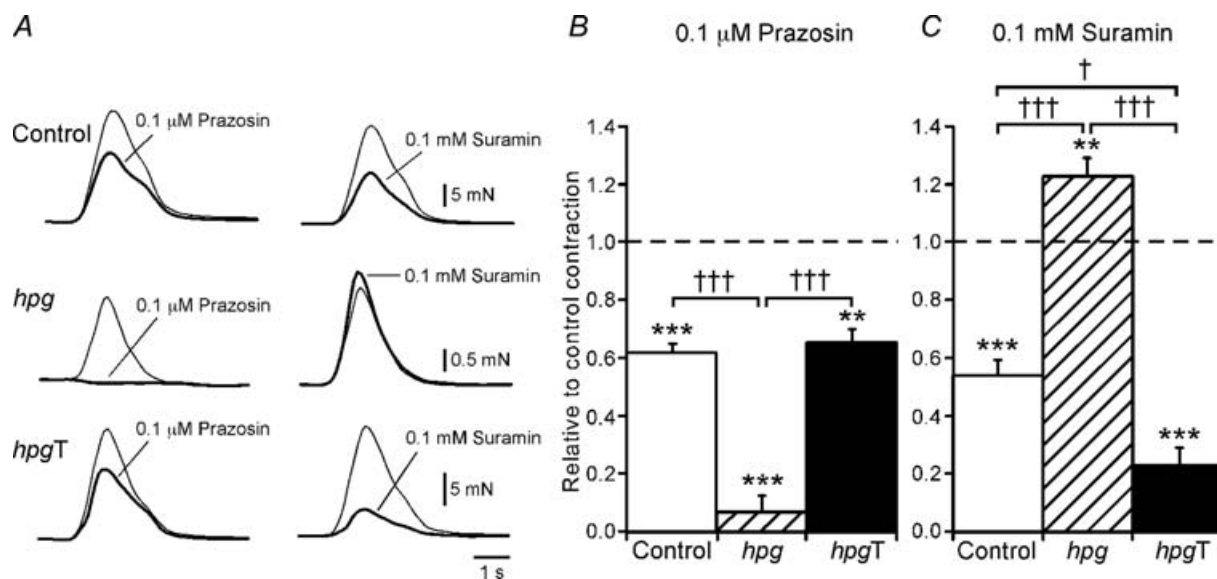 A
Control
0.1 μM Prazosin
0.1 mM Suramin
5 mN
hpg
0.1 μM Prazosin
0.1 mM Suramin
0.5 mN
hpgT
0.1 μM Prazosin
0.1 mM Suramin
5 mN
1 s
B
0.1 μM Prazosin
Relative to control contraction
1.4
1.2
1.0
0.8
0.6
0.4
0.2
0.0
††† †††
***
***
**
Control hpg hpgT
C
0.1 mM Suramin
†
††† †††
1.4
1.2
1.0
0.8
0.6
0.4
0.2
0.0
***
**
***
Control hpg hpgT